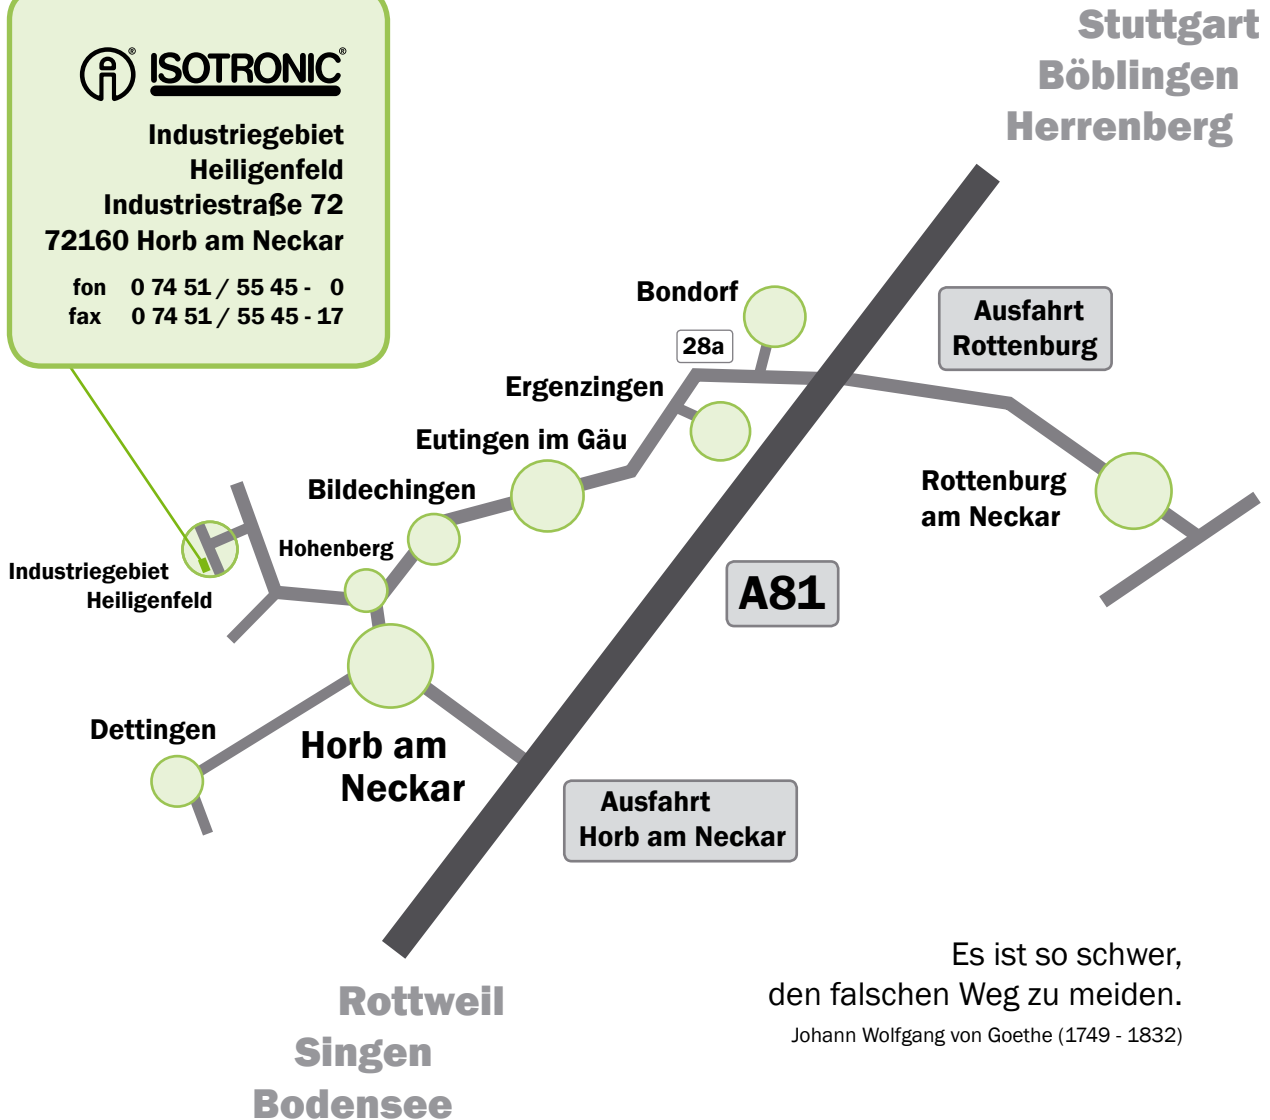 ISOTRONIC®
Industriegebiet
Heiligenfeld
Industriestraße 72
72160 Horb am Neckar
fon 0 74 51 / 55 45 - 0
fax 0 74 51 / 55 45 - 17
Stuttgart
Böblingen
Herrenberg
Bondorf
28a
Ausfahrt
Rottenburg
Ergenzingen
Eutingen im Gäu
Bildechingen
Rottenburg
am Neckar
Hohenberg
Industriegebiet
Heiligenfeld
A81
Dettingen
Horb am
Neckar
Ausfahrt
Horb am Neckar
Rottweil
Singen
Bodensee
Es ist so schwer,
den falschen Weg zu meiden.
Johann Wolfgang von Goethe (1749 - 1832)